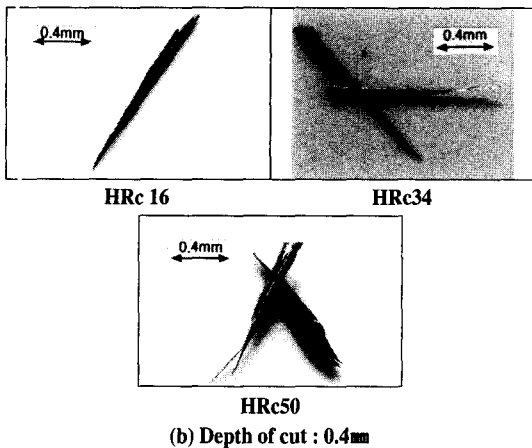 0.4mm
0.4mm
HRc 16
HRc34
0.4mm
HRc50
(b) Depth of cut : 0.4㎜